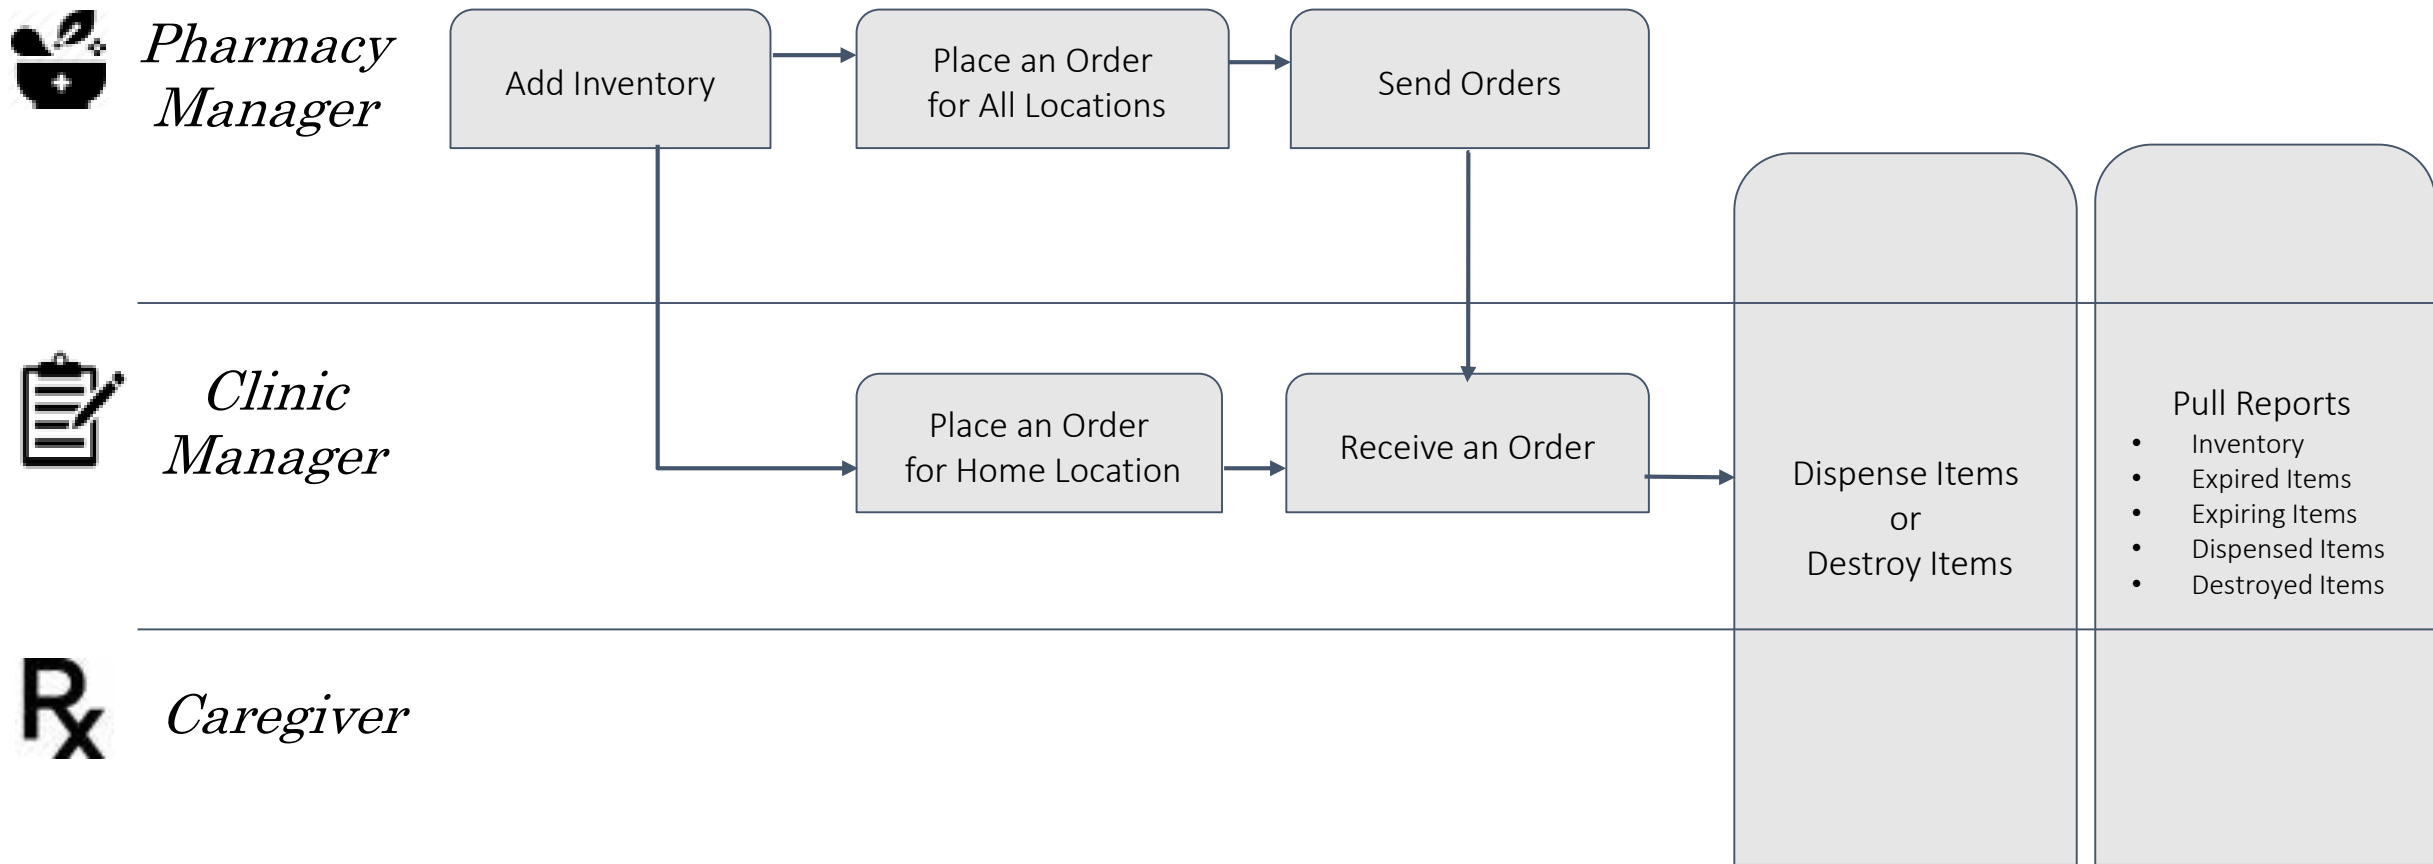 Pharmacy
Manager
Add Inventory
Place an Order
for All Locations
Send Orders
Clinic
Manager
Place an Order
for Home Location
Receive an Order
Dispense Items
or
Destroy Items
Pull Reports
• Inventory
• Expired Items
• Expiring Items
• Dispensed Items
• Destroyed Items
Rx
Caregiver